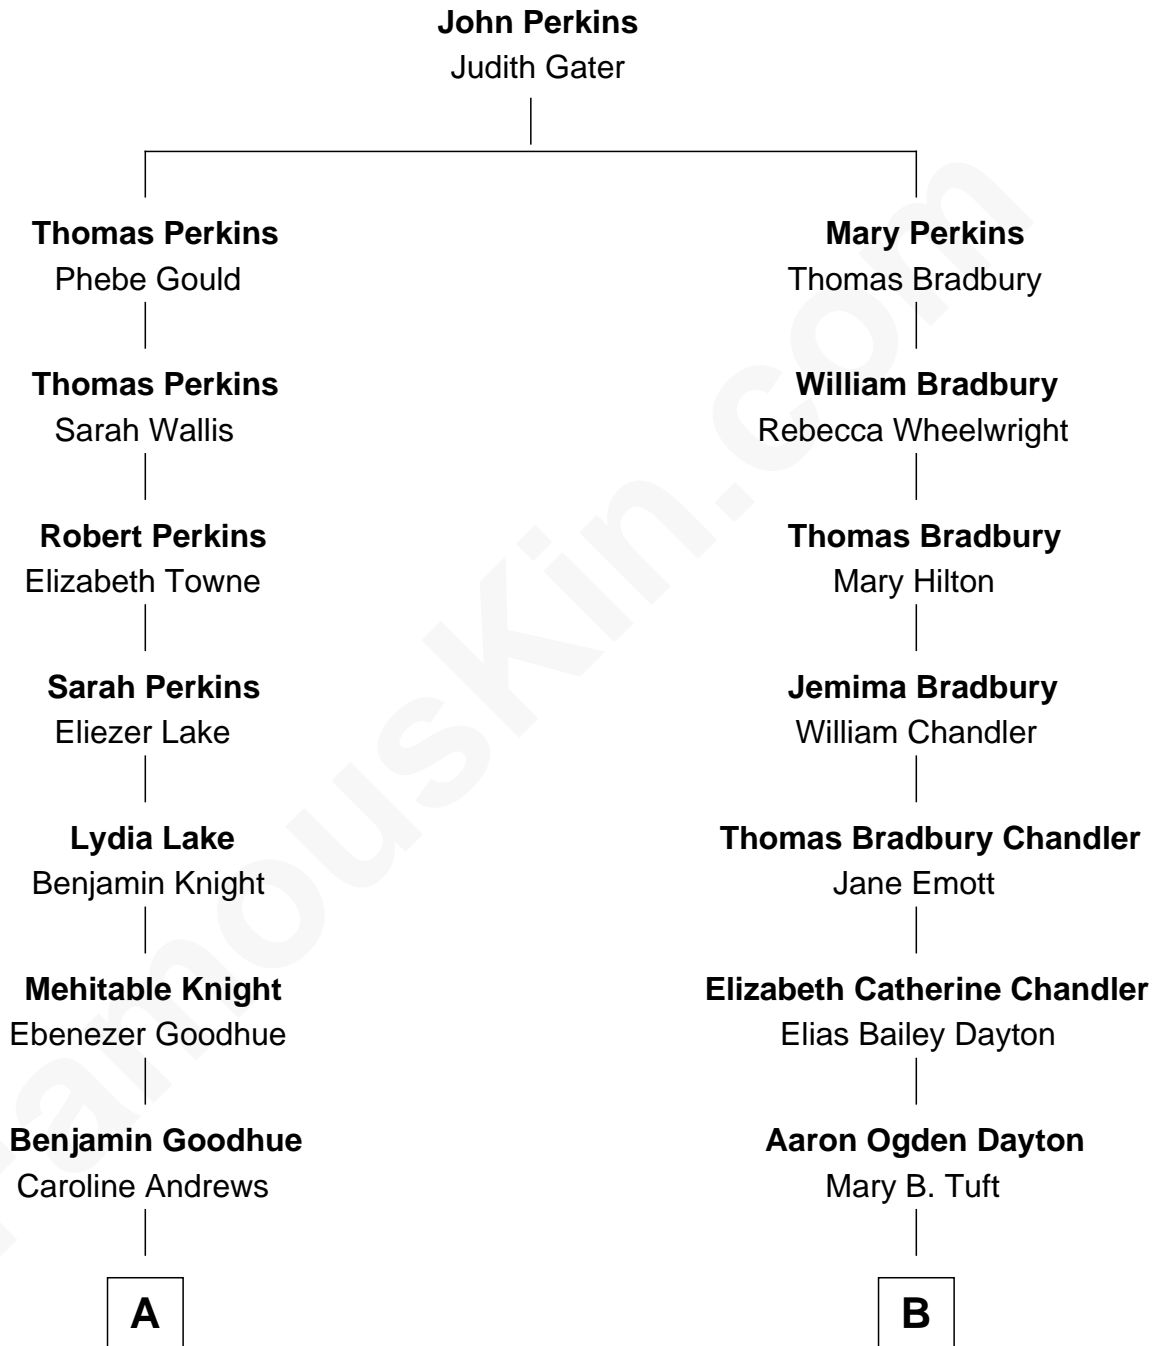 John Perkins
Judith Gater
Thomas Perkins
Phebe Gould
Mary Perkins
Thomas Bradbury
Thomas Perkins
Sarah Wallis
William Bradbury
Rebecca Wheelwright
Robert Perkins
Elizabeth Towne
Thomas Bradbury
Mary Hilton
Sarah Perkins
Eliezer Lake
Jemima Bradbury
William Chandler
Lydia Lake
Benjamin Knight
Thomas Bradbury Chandler
Jane Emott
Mehitable Knight
Ebenezer Goodhue
Elizabeth Catherine Chandler
Elias Bailey Dayton
Benjamin Goodhue
Caroline Andrews
Aaron Ogden Dayton
Mary B. Tuft
A
B
FamousKin.com